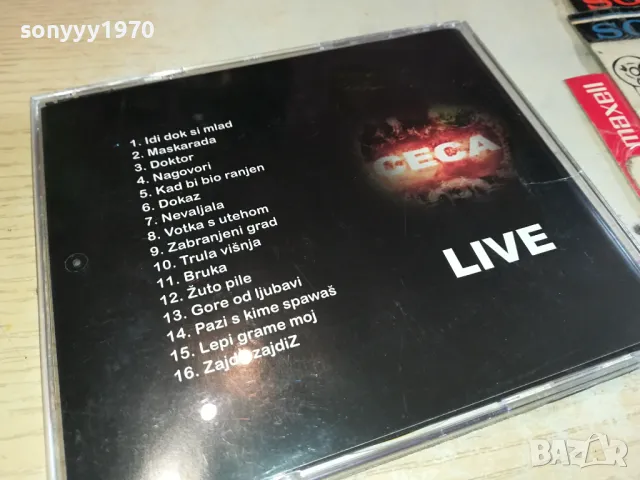 sonyyy1970
1. Idi dok si mlad
2. Maskarada
3. Doktor
4. Nagovori
5. Kad bi bio ranjen
6. Dokaz
7. Nevaljala
8. Votka s utehom
9. Zabranjeni grad
10. Trula višnja
11. Bruka
12. Žuto pile
13. Gore od ljubavi
14. Pazi s kime spawaš
15. Lepi grame moj
16. Zajdi zajdiZ
CECA
LIVE
maxell
BAZAR